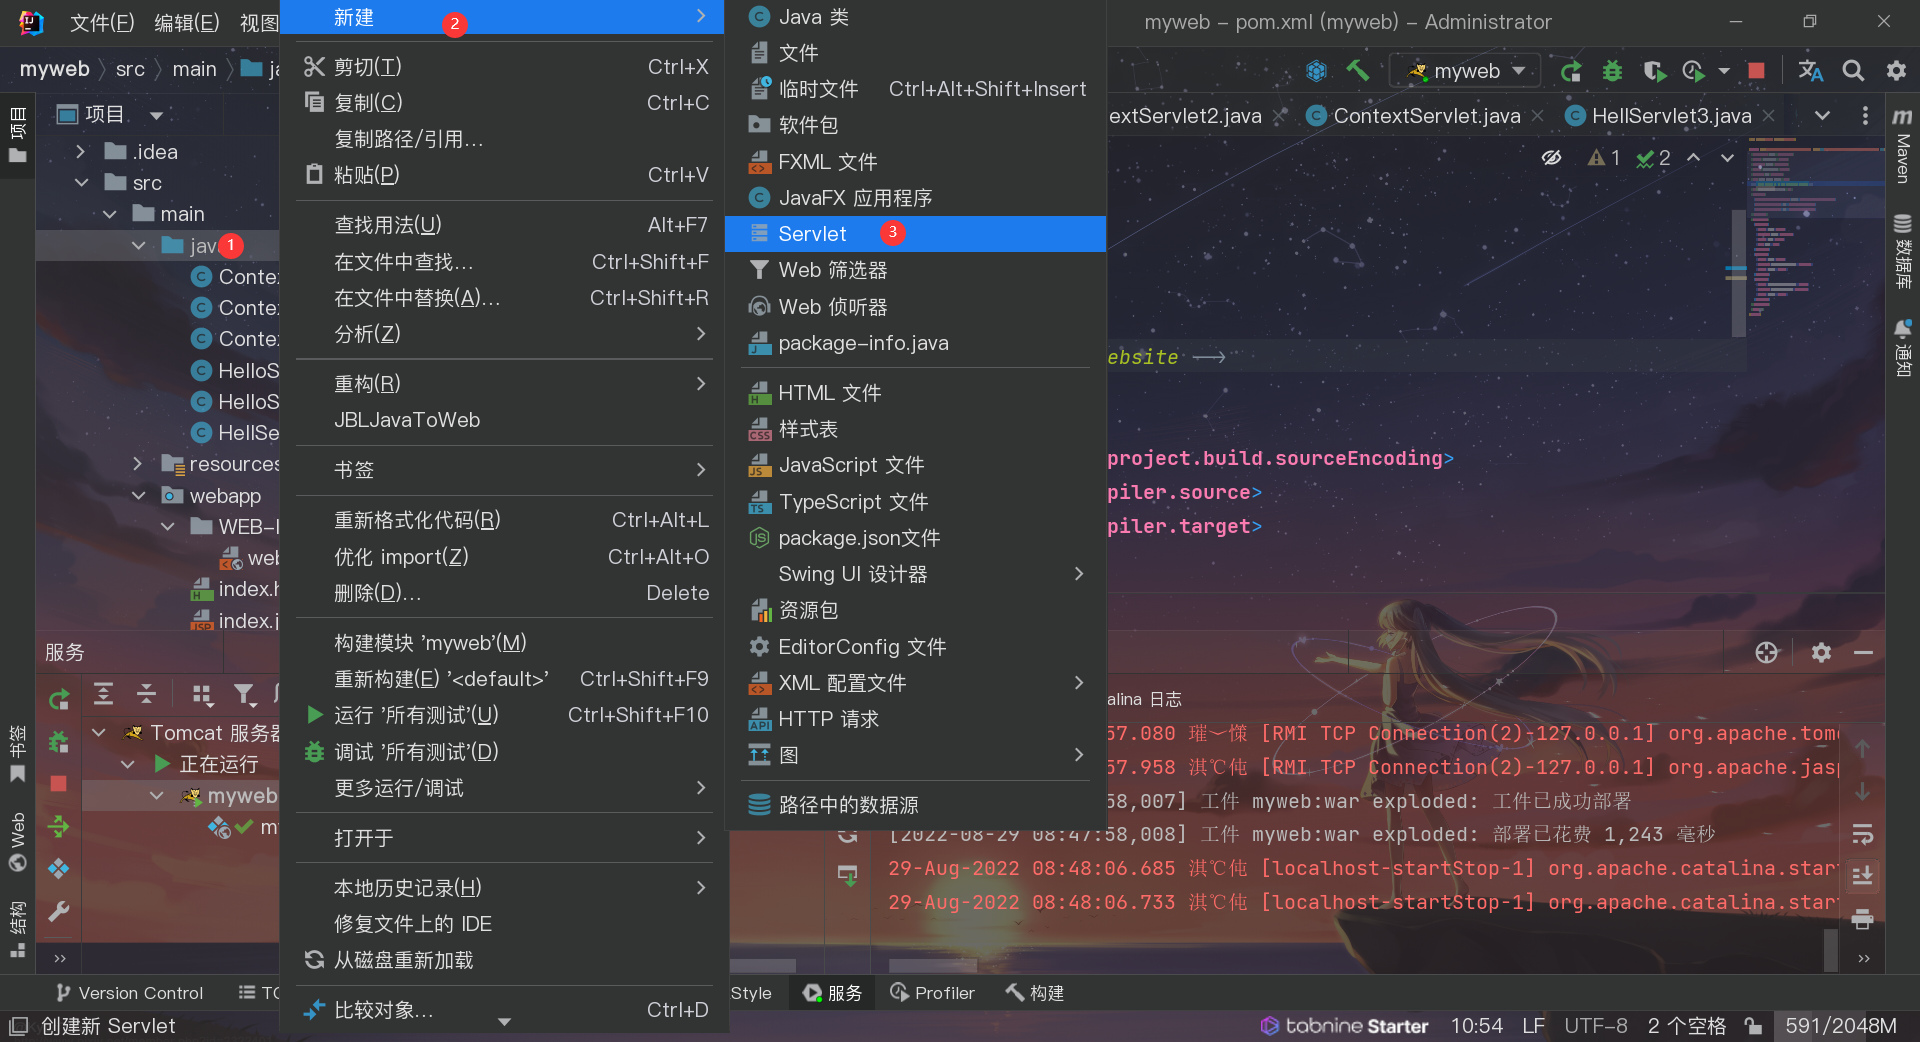 文件(F) 编辑(E) 视图
myweb – pom.xml (myweb) – Administrator
myweb 〉 src 〉 main 〉
myweb
项目
.idea
src
main
jav 1
Conte
Conte
Conte
HelloS
HelloS
HellSe
resources
webapp
WEB-I
web
index.h
index.j
服务
Tomcat 服务器
正在运行
myweb
my
项目
书签
Web
结构
新建 2
剪切(T) Ctrl+X
复制(C) Ctrl+C
复制路径/引用…
粘贴(P) Ctrl+V
查找用法(U) Alt+F7
在文件中查找… Ctrl+Shift+F
在文件中替换(A)… Ctrl+Shift+R
分析(Z)
重构(R)
JBLJavaToWeb
书签
重新格式化代码(R) Ctrl+Alt+L
优化 import(Z) Ctrl+Alt+O
删除(D)… Delete
构建模块 'myweb'(M)
重新构建(E) '<default>' Ctrl+Shift+F9
运行 '所有测试'(U) Ctrl+Shift+F10
调试 '所有测试'(D)
更多运行/调试
打开于
本地历史记录(H)
修复文件上的 IDE
从磁盘重新加载
比较对象… Ctrl+D
Java 类
文件
临时文件 Ctrl+Alt+Shift+Insert
软件包
FXML 文件
JavaFX 应用程序
Servlet 3
Web 筛选器
Web 侦听器
package-info.java
HTML 文件
样式表
JavaScript 文件
TypeScript 文件
package.json文件
Swing UI 设计器
资源包
EditorConfig 文件
XML 配置文件
HTTP 请求
图
路径中的数据源
extServlet2.java ContextServlet.java HellServlet3.java
1 2
ebsite -->
project.build.sourceEncoding>
piler.source>
piler.target>
Maven
数据库
通知
alina 日志
57.080 璀﹀憡 [RMI TCP Connection(2)-127.0.0.1] org.apache.tom
57.958 淇℃伅 [RMI TCP Connection(2)-127.0.0.1] org.apache.jasp
58,007] 工件 myweb:war exploded: 工件已成功部署
[2022-08-29 08:47:58,008] 工件 myweb:war exploded: 部署已花费 1,243 毫秒
29-Aug-2022 08:48:06.685 淇℃伅 [localhost-startStop-1] org.apache.catalina.star
29-Aug-2022 08:48:06.733 淇℃伅 [localhost-startStop-1] org.apache.catalina.star
Version Control TO Style 服务 Profiler 构建
创建新 Servlet
tabnine Starter 10:54 LF UTF-8 2 个空格 591/2048M